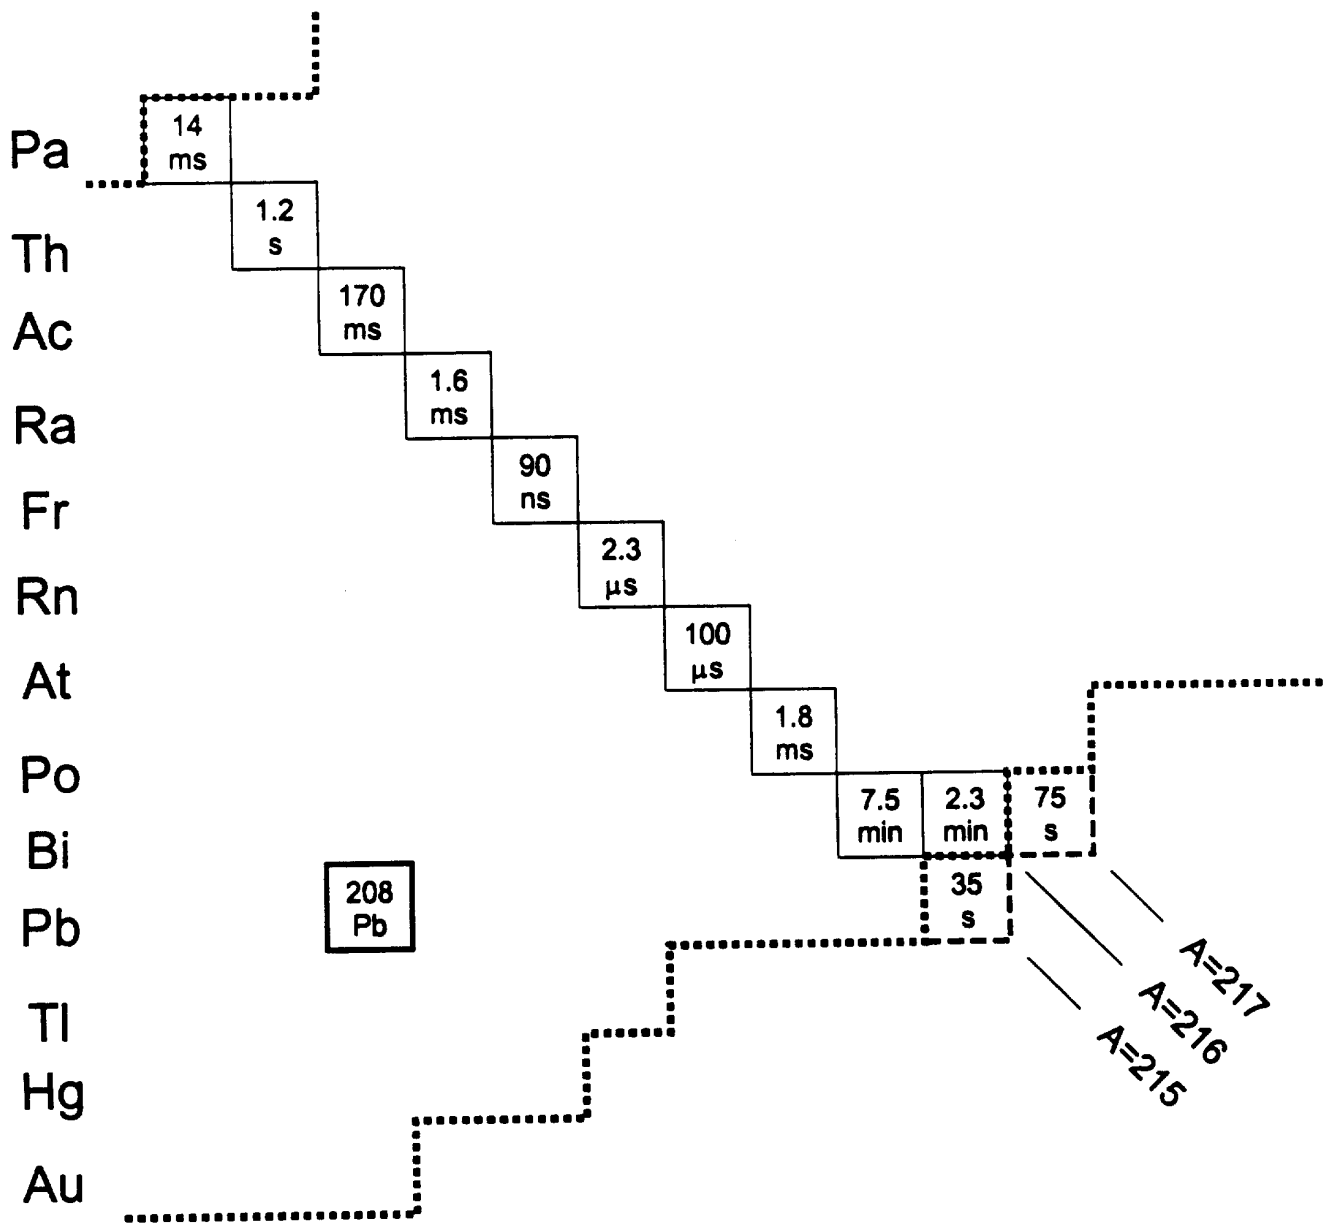 14
ms
Pa
1.2
s
Th
170
ms
Ac
1.6
ms
Ra
90
ns
Fr
2.3
μs
Rn
100
μs
At
1.8
ms
Po
7.5
min
2.3
min
75
s
Bi
208
Pb
35
s
Pb
A=217
A=216
A=215
Tl
Hg
Au